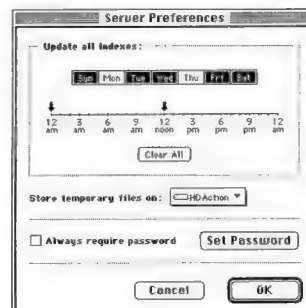 Server Preferences
Update all indexes:
Sun Mon Tue Wed Thu Fri Sat
12 am 3 am 6 am 9 am 12 noon 3 pm 6 pm 9 pm 12 am
Clear All
Store temporary files on: HD Action
Always require password Set Password
Cancel OK